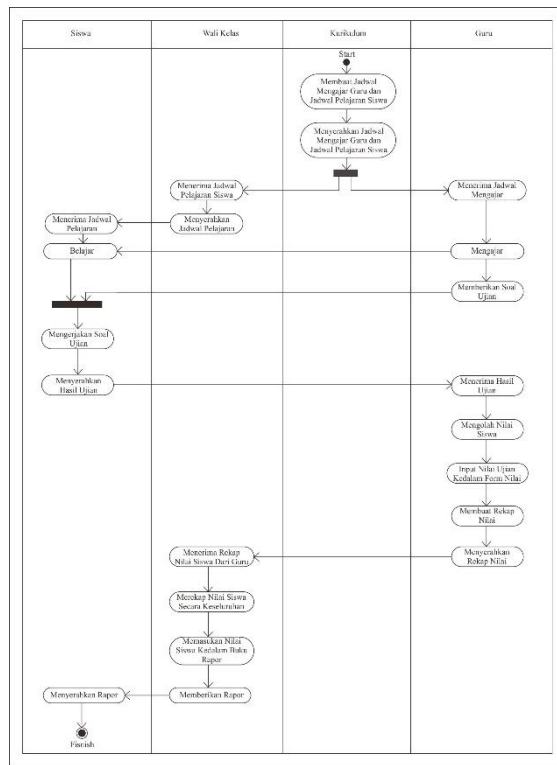 Siswa
Wali Kelas
Kurikulum
Guru
Start
Membuat Jadwal
Mengajar Guru dan
Jadwal Pelajaran Siswa
Menyerahkan Jadwal
Mengajar Guru dan
Jadwal Pelajaran Siswa
Menerima Jadwal
Pelajaran Siswa
Menerima Jadwal
Mengajar
Menerima Jadwal
Pelajaran
Menyerahkan
Jadwal Pelajaran
Belajar
Mengajar
Memberikan Soal
Ujian
Mengerjakan Soal
Ujian
Menyerahkan
Hasil Ujian
Menerima Hasil
Ujian
Mengolah Nilai
Siswa
Input Nilai Ujian
Kedalam Form Nilai
Membuat Rekap
Nilai
Menerima Rekap
Nilai Siswa Dari Guru
Menyerahkan
Rekap Nilai
Merekap Nilai Siswa
Secara Keseluruhan
Memasukan Nilai
Siswa Kedalam Buku
Rapor
Menyerahkan Rapor
Memberikan Rapor
Fisnish